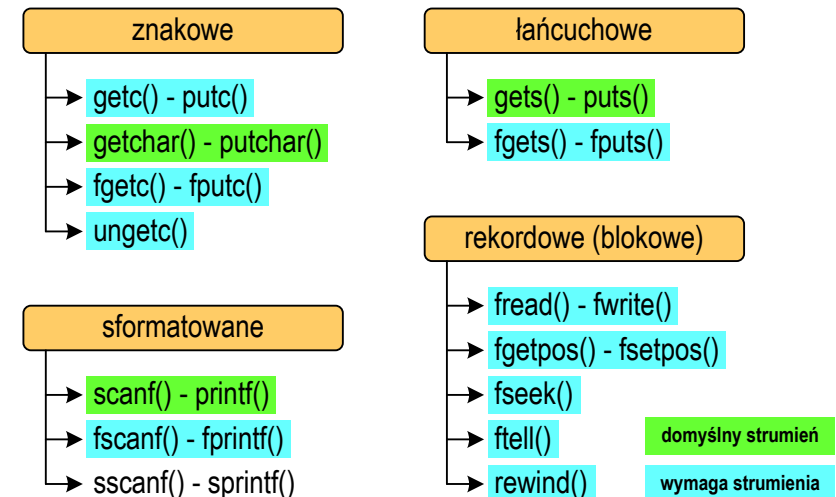 znakowe
getc() - putc()
getchar() - putchar()
fgetc() - fputc()
ungetc()
sformatowane
scanf() - printf()
fscanf() - fprintf()
sscanf() - sprintf()
łańcuchowe
gets() - puts()
fgets() - fputs()
rekordowe (blokowe)
fread() - fwrite()
fgetpos() - fsetpos()
fseek()
ftell()
rewind()
domyślny strumień
wymaga strumienia